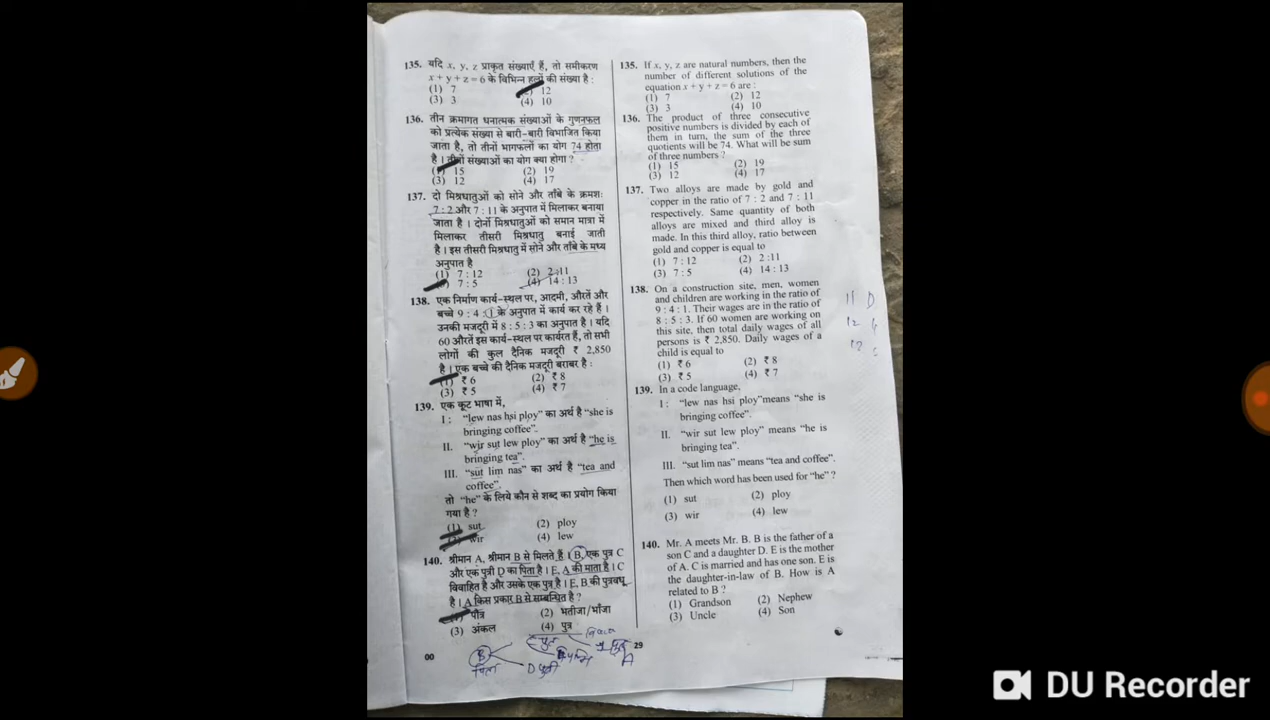 135. यदि x, y, z प्राकृत संख्याएँ हैं, तो समीकरण
x + y + z = 6 के विभिन्न हलों की संख्या है :
(1) 7
(2) 12
(3) 3
(4) 10
136. तीन क्रमागत धनात्मक संख्याओं के गुणनफल
को प्रत्येक संख्या से बारी-बारी विभाजित किया
जाता है, तो तीनों भागफलों का योग 74 होता
है । तीनों संख्याओं का योग क्या होगा ?
(1) 15
(2) 19
(3) 12
(4) 17
137. दो मिश्रधातुओं को सोने और ताँबे के क्रमशः
7 : 2 और 7 : 11 के अनुपात में मिलाकर बनाया
जाता है । दोनों मिश्रधातुओं को समान मात्रा में
मिलाकर तीसरी मिश्रधातु बनाई जाती
है । इस तीसरी मिश्रधातु में सोने और ताँबे के मध्य
अनुपात है
(1) 7 : 12
(2) 2 : 11
(3) 7 : 5
(4) 14 : 13
138. एक निर्माण कार्य-स्थल पर, आदमी, औरतें और
बच्चे 9 : 4 : 1 के अनुपात में कार्य कर रहे हैं ।
उनकी मजदूरी में 8 : 5 : 3 का अनुपात है । यदि
60 औरतें इस कार्य-स्थल पर कार्यरत हैं, तो सभी
लोगों की कुल दैनिक मजदूरी ₹ 2,850
है । एक बच्चे की दैनिक मजदूरी बराबर है :
(1) ₹ 6
(2) ₹ 8
(3) ₹ 5
(4) ₹ 7
139. एक कूट भाषा में,
I : "lew nas hsi ploy" का अर्थ है "she is
bringing coffee".
II. "wir sut lew ploy" का अर्थ है "he is
bringing tea".
III. "sut lim nas" का अर्थ है "tea and
coffee".
तो "he" के लिये कौन से शब्द का प्रयोग किया
गया है ?
(1) sut
(2) ploy
(3) wir
(4) lew
140. श्रीमान A, श्रीमान B से मिलते हैं । B, एक पुत्र C
और एक पुत्री D का पिता है । E, A की माता है । C
विवाहित है और उसके एक पुत्र है । E, B की पुत्रवधू
है । A किस प्रकार B से सम्बन्धित है ?
(1) पौत्र
(2) भतीजा/भाँजा
(3) अंकल
(4) पुत्र
00
29
135. If x, y, z are natural numbers, then the
number of different solutions of the
equation x + y + z = 6 are :
(1) 7
(2) 12
(3) 3
(4) 10
136. The product of three consecutive
positive numbers is divided by each of
them in turn, the sum of the three
quotients will be 74. What will be sum
of three numbers ?
(1) 15
(2) 19
(3) 12
(4) 17
137. Two alloys are made by gold and
copper in the ratio of 7 : 2 and 7 : 11
respectively. Same quantity of both
alloys are mixed and third alloy is
made. In this third alloy, ratio between
gold and copper is equal to
(1) 7 : 12
(2) 2 :11
(3) 7 : 5
(4) 14 : 13
138. On a construction site, men, women
and children are working in the ratio of
9 : 4 : 1. Their wages are in the ratio of
8 : 5 : 3. If 60 women are working on
this site, then total daily wages of all
persons is ₹ 2,850. Daily wages of a
child is equal to
(1) ₹ 6
(2) ₹ 8
(3) ₹ 5
(4) ₹ 7
139. In a code language,
I : "lew nas hsi ploy"means "she is
bringing coffee".
II. "wir sut lew ploy" means "he is
bringing tea".
III. "sut lim nas" means "tea and coffee".
Then which word has been used for "he" ?
(1) sut
(2) ploy
(3) wir
(4) lew
140. Mr. A meets Mr. B. B is the father of a
son C and a daughter D. E is the mother
of A. C is married and has one son. E is
the daughter-in-law of B. How is A
related to B ?
(1) Grandson
(2) Nephew
(3) Uncle
(4) Son
11 D
12
12
B
पिता
C पुत्र
D पुत्री
A
DU Recorder